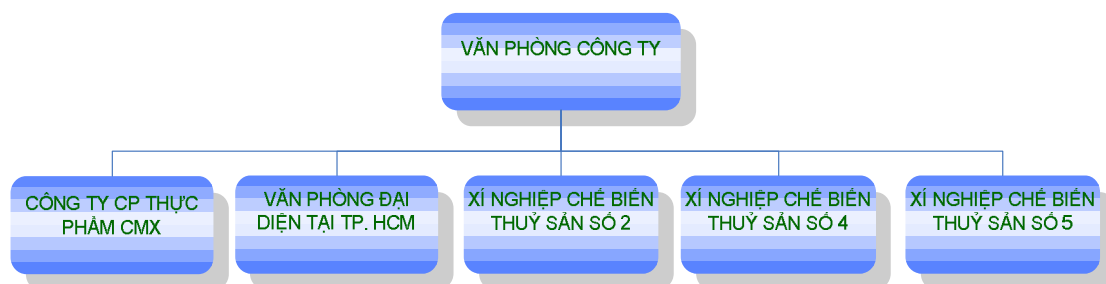 VĂN PHÒNG CÔNG TY
CÔNG TY CP THỰC
PHẦM CMX
VĂN PHÒNG ĐẠI
DIỆN TẠI TP. HCM
XÍ NGHIỆP CHẾ BIẾN
THUỶ SẢN SỐ 2
XÍ NGHIỆP CHẾ BIẾN
THUỶ SẢN SỐ 4
XÍ NGHIỆP CHẾ BIẾN
THUỶ SẢN SỐ 5